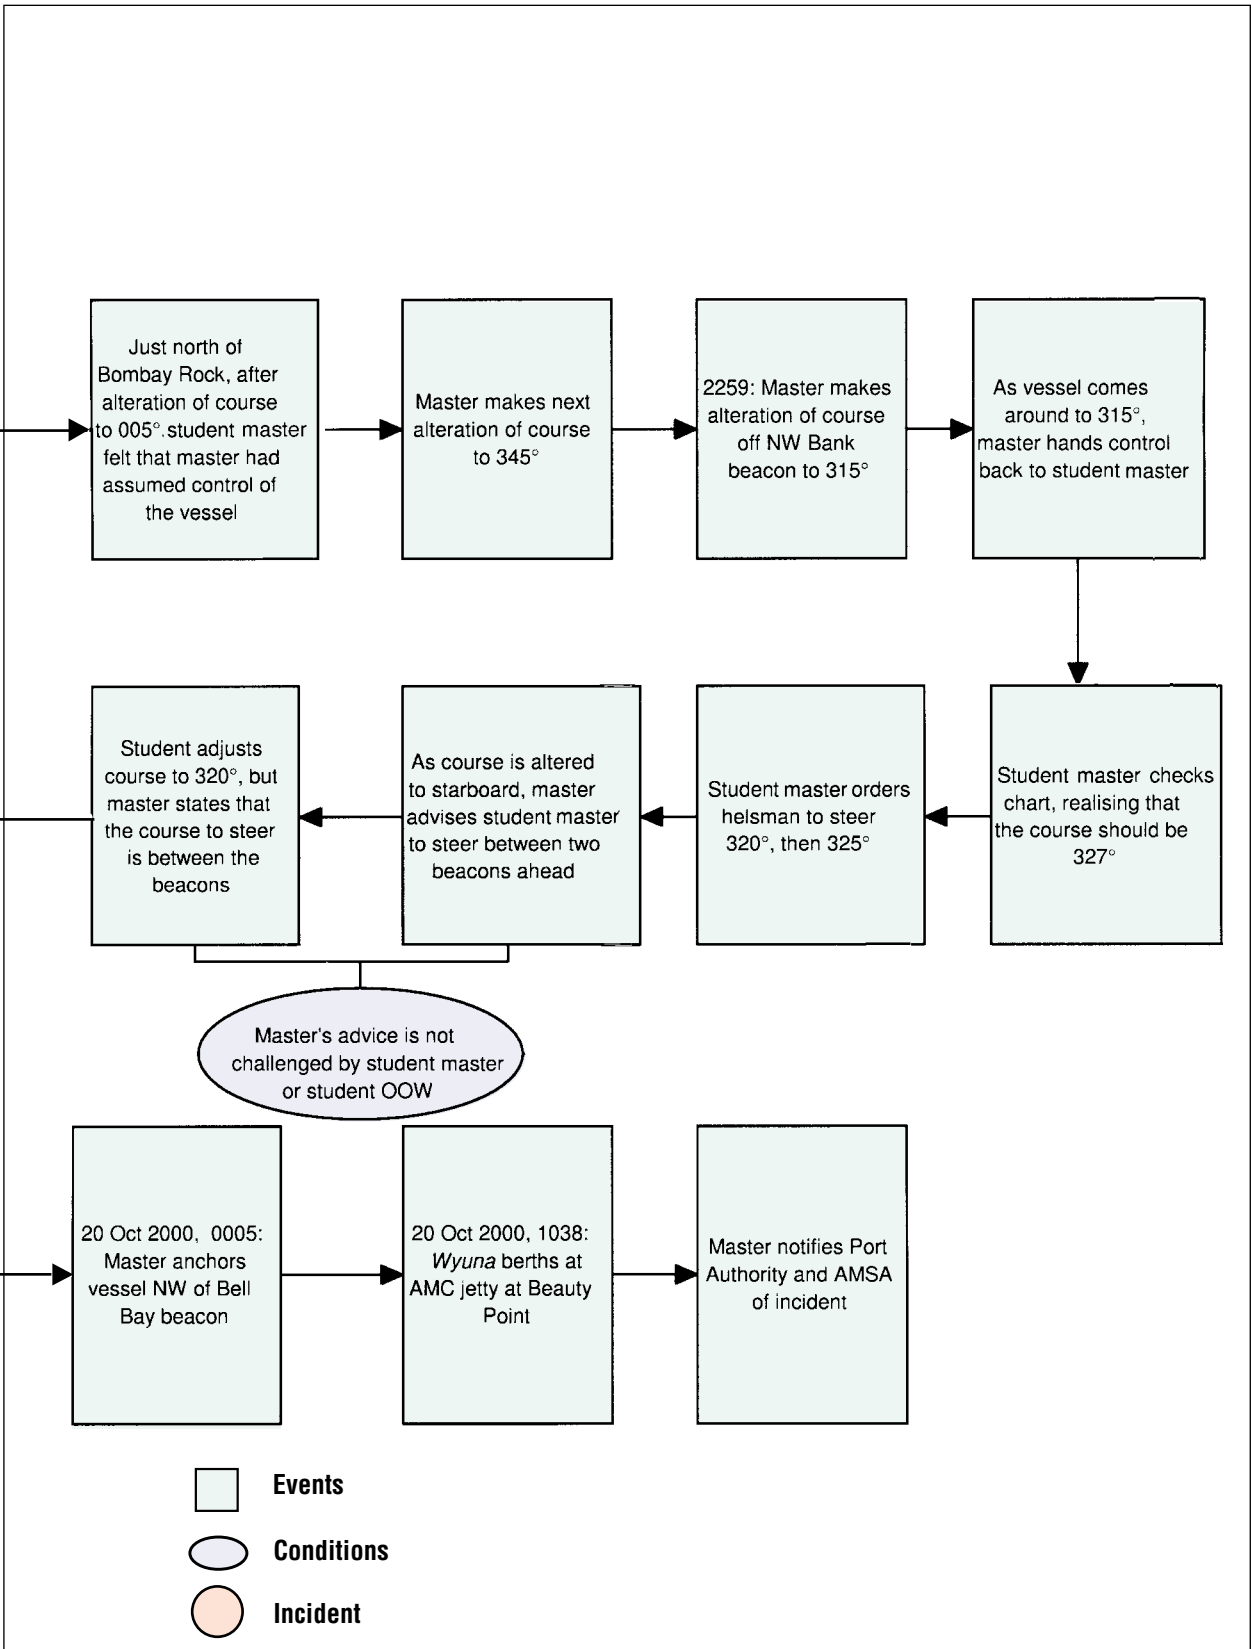 Just north of
Bombay Rock, after
alteration of course
to 005°.student master
felt that master had
assumed control of
the vessel
Master makes next
alteration of course
to 345°
2259: Master makes
alteration of course
off NW Bank
beacon to 315°
As vessel comes
around to 315°,
master hands control
back to student master
Student master checks
chart, realising that
the course should be
327°
Student master orders
helsman to steer
320°, then 325°
As course is altered
to starboard, master
advises student master
to steer between two
beacons ahead
Student adjusts
course to 320°, but
master states that
the course to steer
is between the
beacons
Master's advice is not
challenged by student master
or student OOW
20 Oct 2000, 0005:
Master anchors
vessel NW of Bell
Bay beacon
20 Oct 2000, 1038:
Wyuna berths at
AMC jetty at Beauty
Point
Master notifies Port
Authority and AMSA
of incident
Events
Conditions
Incident